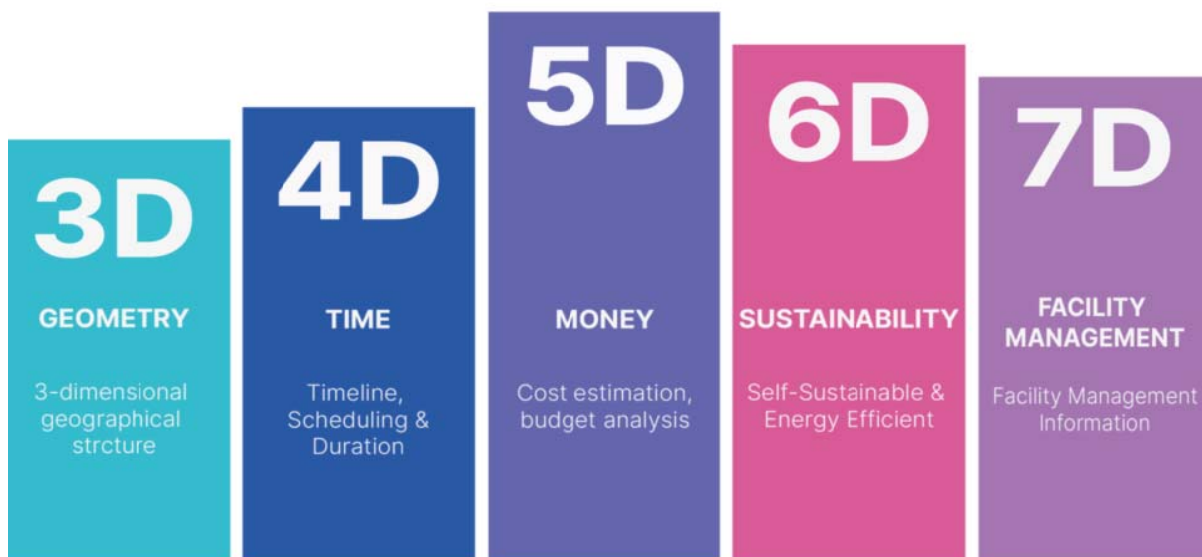 3D
GEOMETRY
3-dimensional
geographical
strcture
4D
TIME
Timeline,
Scheduling &
Duration
5D
MONEY
Cost estimation,
budget analysis
6D
SUSTAINABILITY
Self-Sustainable &
Energy Efficient
7D
FACILITY
MANAGEMENT
Facility Management
Information